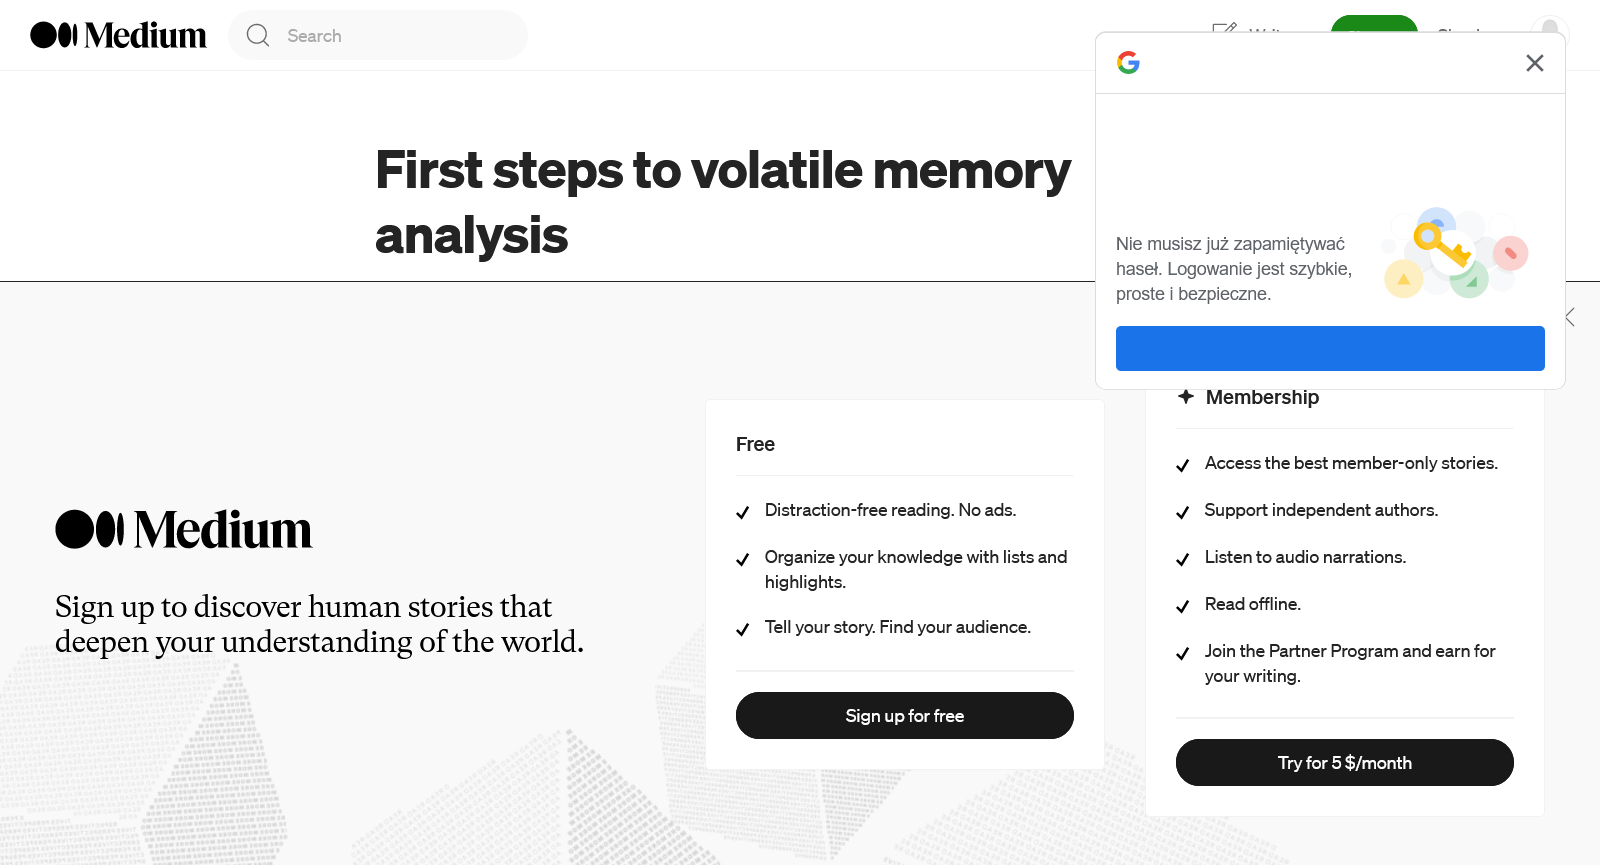 Medium
Search
First steps to volatile memory
analysis
Nie musisz już zapamiętywać
haseł. Logowanie jest szybkie,
proste i bezpieczne.
Medium
Sign up to discover human stories that
deepen your understanding of the world.
Free
Distraction-free reading. No ads.
Organize your knowledge with lists and
highlights.
Tell your story. Find your audience.
Sign up for free
Membership
Access the best member-only stories.
Support independent authors.
Listen to audio narrations.
Read offline.
Join the Partner Program and earn for
your writing.
Try for 5 $/month